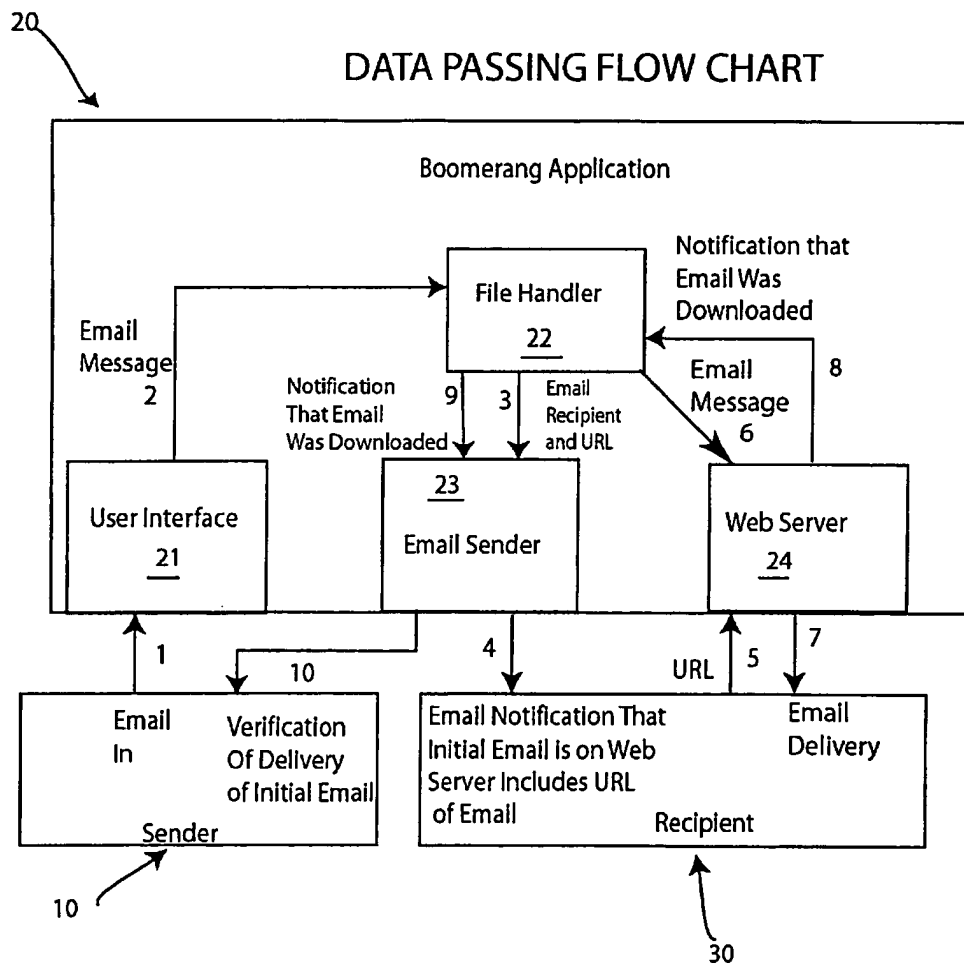 20
DATA PASSING FLOW CHART
Boomerang Application
Notification that
Email Was
Downloaded
File Handler
22
Email
Message
2
8
Email
Message
6
Notification
That Email
Was Downloaded
9
3
Email
Recipient
and URL
User Interface
21
23
Email Sender
Web Server
24
1
10
4
URL
5
7
Email
In
Verification
Of Delivery
of Initial Email
Sender
Email Notification That
Initial Email is on Web
Server Includes URL
of Email
Email
Delivery
Recipient
10
30